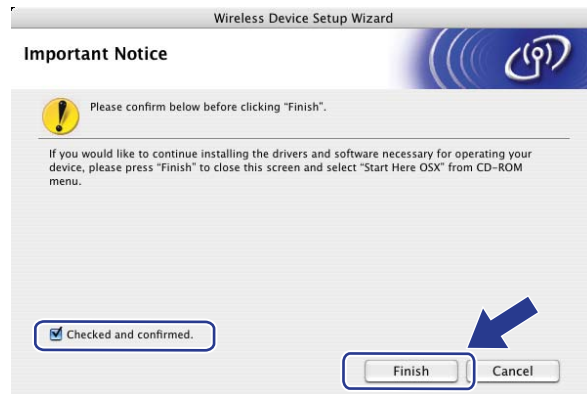 Wireless Device Setup Wizard
Important Notice
Please confirm below before clicking "Finish".
If you would like to continue installing the drivers and software necessary for operating your
device, please press "Finish" to close this screen and select "Start Here OSX" from CD-ROM
menu.
Checked and confirmed.
Finish
Cancel